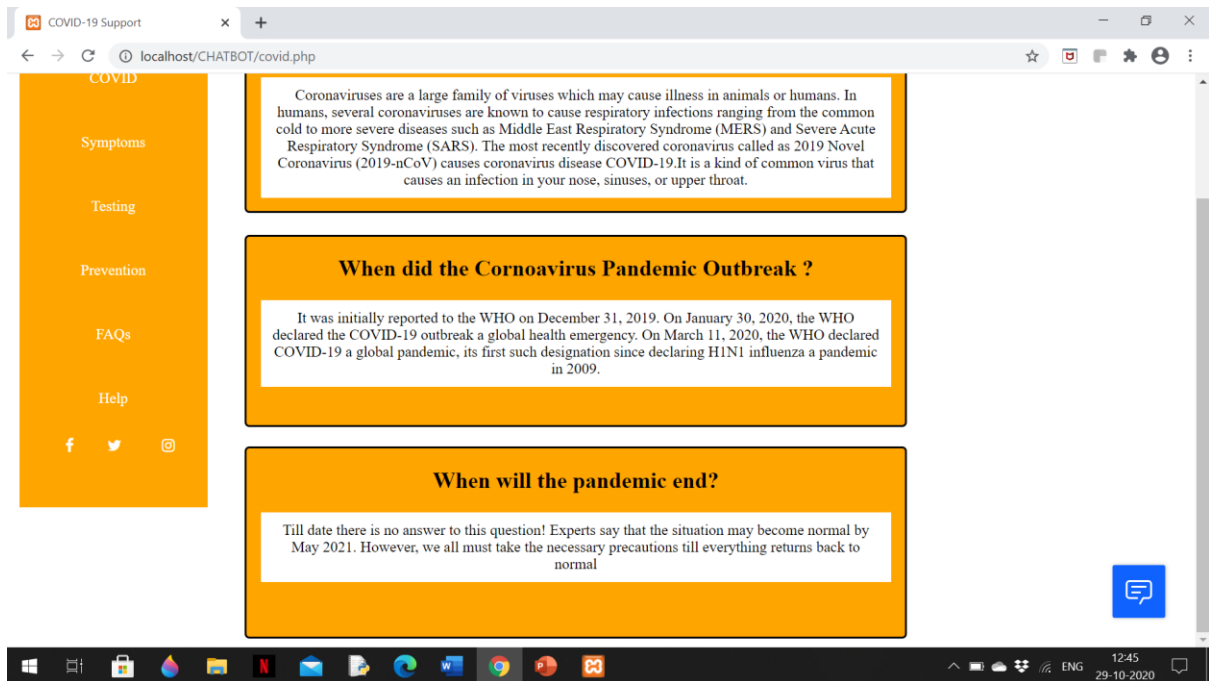 COVID-19 Support
localhost/CHATBOT/covid.php
COVID
Symptoms
Testing
Prevention
FAQs
Help
Coronaviruses are a large family of viruses which may cause illness in animals or humans. In
humans, several coronaviruses are known to cause respiratory infections ranging from the common
cold to more severe diseases such as Middle East Respiratory Syndrome (MERS) and Severe Acute
Respiratory Syndrome (SARS). The most recently discovered coronavirus called as 2019 Novel
Coronavirus (2019-nCoV) causes coronavirus disease COVID-19.It is a kind of common virus that
causes an infection in your nose, sinuses, or upper throat.
When did the Cornoavirus Pandemic Outbreak ?
It was initially reported to the WHO on December 31, 2019. On January 30, 2020, the WHO
declared the COVID-19 outbreak a global health emergency. On March 11, 2020, the WHO declared
COVID-19 a global pandemic, its first such designation since declaring H1N1 influenza a pandemic
in 2009.
When will the pandemic end?
Till date there is no answer to this question! Experts say that the situation may become normal by
May 2021. However, we all must take the necessary precautions till everything returns back to
normal
ENG
12:45
29-10-2020